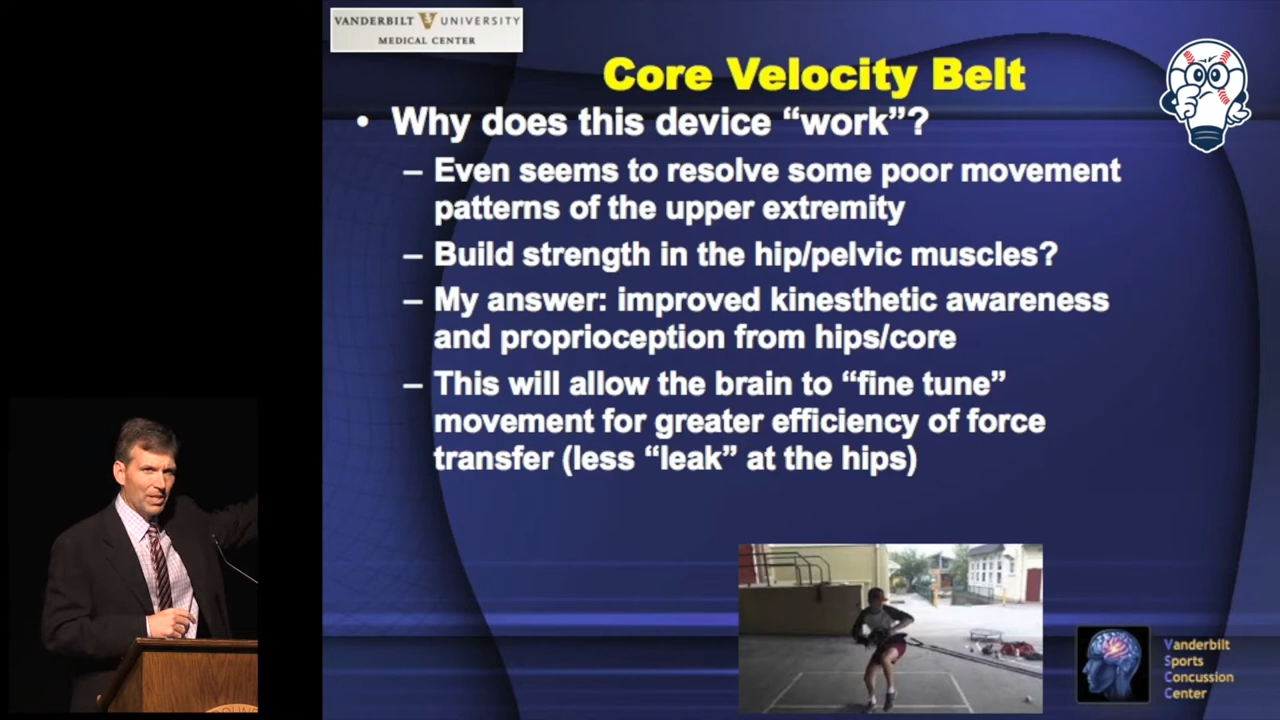 VANDERBILT V UNIVERSITY
MEDICAL CENTER
Core Velocity Belt
• Why does this device “work”?
– Even seems to resolve some poor movement
patterns of the upper extremity
– Build strength in the hip/pelvic muscles?
– My answer: improved kinesthetic awareness
and proprioception from hips/core
– This will allow the brain to “fine tune”
movement for greater efficiency of force
transfer (less “leak” at the hips)
Vanderbilt
Sports
Concussion
Center